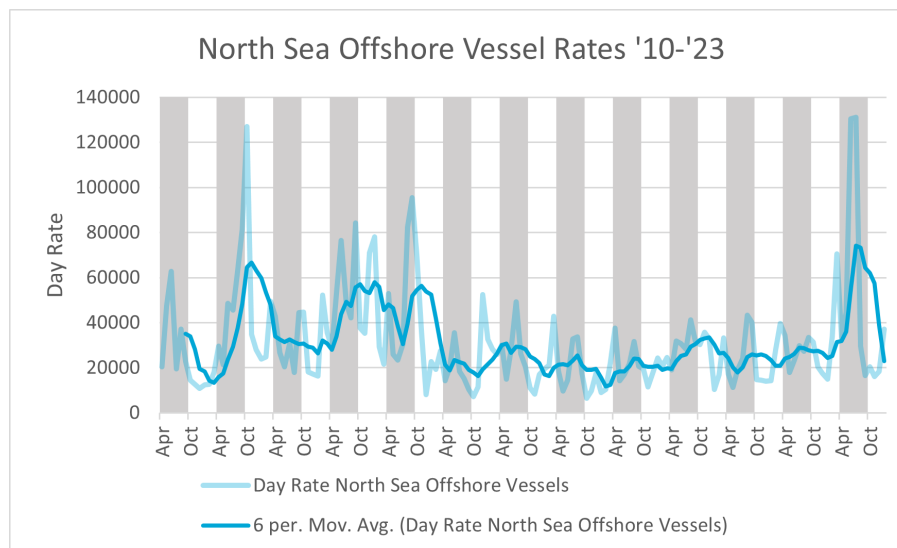 North Sea Offshore Vessel Rates '10-'23
140000
120000
100000
80000
60000
40000
20000
0
Day Rate
Apr
Oct
Apr
Oct
Apr
Oct
Apr
Oct
Apr
Oct
Apr
Oct
Apr
Oct
Apr
Oct
Apr
Oct
Apr
Oct
Apr
Oct
Apr
Oct
Apr
Oct
Day Rate North Sea Offshore Vessels
6 per. Mov. Avg. (Day Rate North Sea Offshore Vessels)